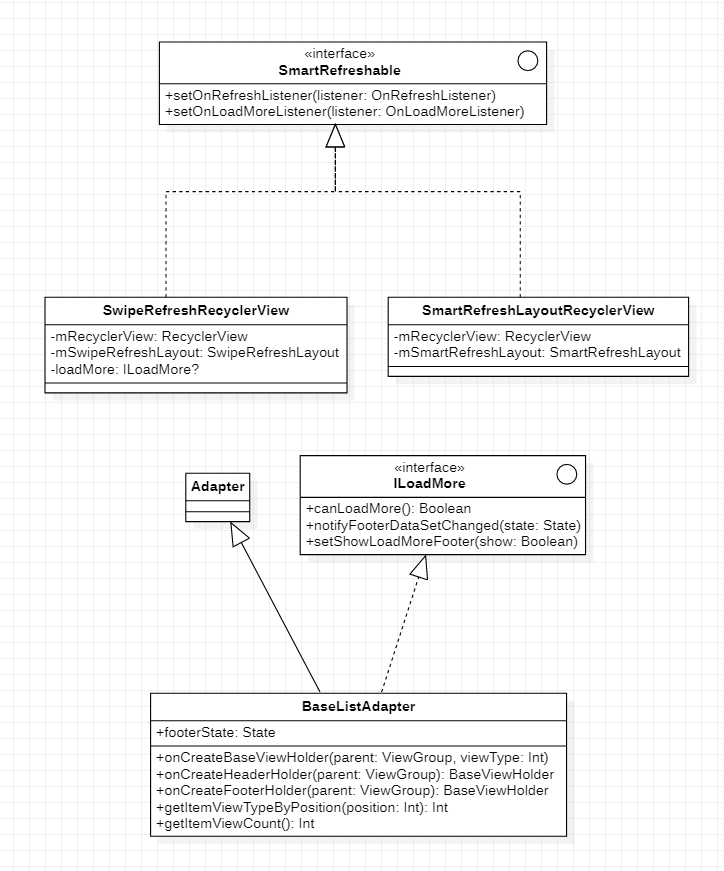 «interface»
SmartRefreshable
+setOnRefreshListener(listener: OnRefreshListener)
+setOnLoadMoreListener(listener: OnLoadMoreListener)
SwipeRefreshRecyclerView
-mRecyclerView: RecyclerView
-mSwipeRefreshLayout: SwipeRefreshLayout
-loadMore: ILoadMore?
SmartRefreshLayoutRecyclerView
-mRecyclerView: RecyclerView
-mSmartRefreshLayout: SmartRefreshLayout
Adapter
«interface»
ILoadMore
+canLoadMore(): Boolean
+notifyFooterDataSetChanged(state: State)
+setShowLoadMoreFooter(show: Boolean)
BaseListAdapter
+footerState: State
+onCreateBaseViewHolder(parent: ViewGroup, viewType: Int)
+onCreateHeaderHolder(parent: ViewGroup): BaseViewHolder
+onCreateFooterHolder(parent: ViewGroup): BaseViewHolder
+getItemViewTypeByPosition(position: Int): Int
+getItemViewCount(): Int